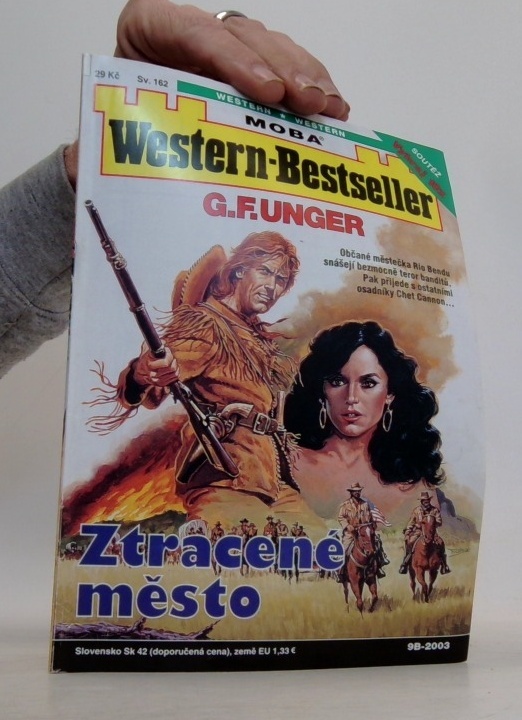 29 Kč Sv. 162
WESTERN ★ WESTERN
SOUTĚŽ
MOBA®
Western-Bestseller
G.F.UNGER
Občané městečka Rio Bendu
snášejí bezmocně teror banditů.
Pak přijede s ostatními
osadníky Chet Cannon...
Ztracené
město
Slovensko Sk 42 (doporučená cena), země EU 1,33 €
9B-2003